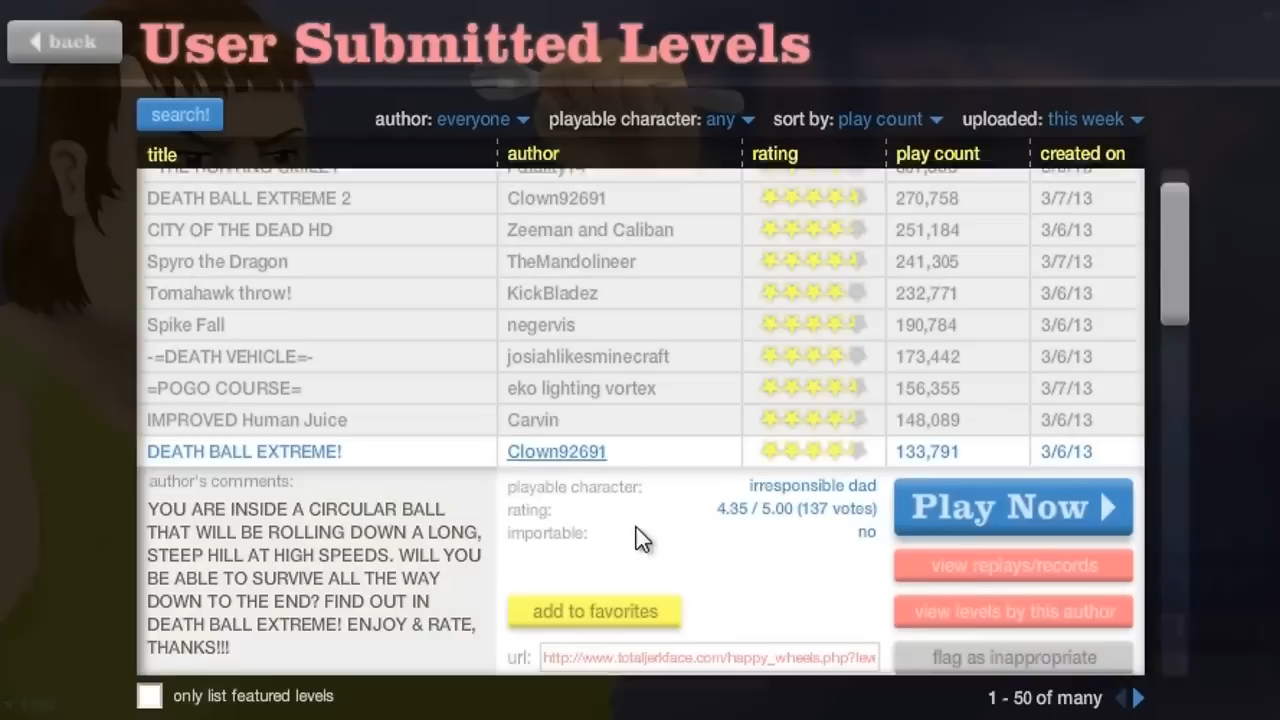 back
User Submitted Levels
search!
author: everyone playable character: any sort by: play count uploaded: this week
title author rating play count created on
DEATH BALL EXTREME 2 Clown92691 270,758 3/7/13
CITY OF THE DEAD HD Zeeman and Caliban 251,184 3/6/13
Spyro the Dragon TheMandolineer 241,305 3/7/13
Tomahawk throw! KickBladez 232,771 3/6/13
Spike Fall negervis 190,784 3/6/13
-=DEATH VEHICLE=- josiahlikesminecraft 173,442 3/6/13
=POGO COURSE= eko lighting vortex 156,355 3/7/13
IMPROVED Human Juice Carvin 148,089 3/6/13
DEATH BALL EXTREME! Clown92691 133,791 3/6/13
author's comments:
YOU ARE INSIDE A CIRCULAR BALL
THAT WILL BE ROLLING DOWN A LONG,
STEEP HILL AT HIGH SPEEDS. WILL YOU
BE ABLE TO SURVIVE ALL THE WAY
DOWN TO THE END? FIND OUT IN
DEATH BALL EXTREME! ENJOY & RATE,
THANKS!!!
playable character: irresponsible dad
rating: 4.35 / 5.00 (137 votes)
importable: no
add to favorites
url: http://www.totaljerkface.com/happy_wheels.php?leve
Play Now
view replays/records
view levels by this author
flag as inappropriate
only list featured levels
1 - 50 of many